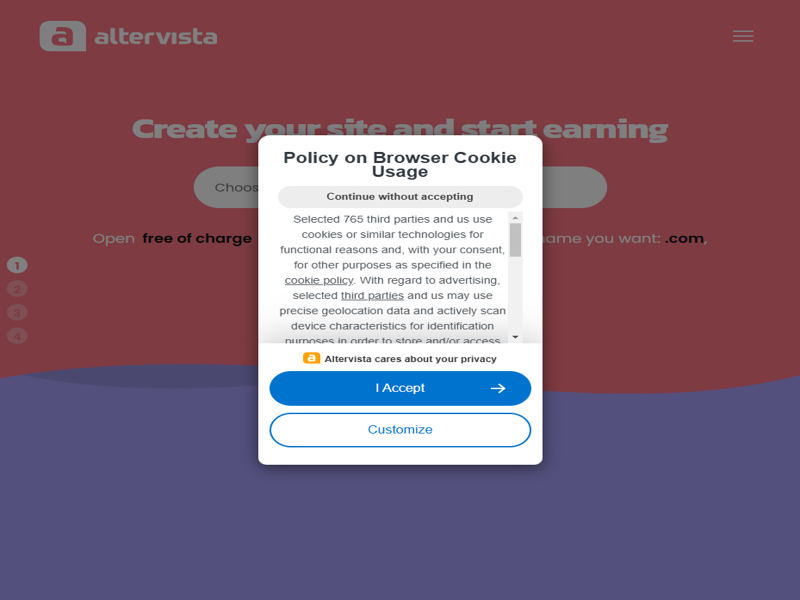 altervista
Create your site and start earning
Policy on Browser Cookie
Usage
Continue without accepting
Choos
Selected 765 third parties and us use
cookies or similar technologies for
functional reasons and, with your consent,
for other purposes as specified in the
cookie policy. With regard to advertising,
selected third parties and us may use
precise geolocation data and actively scan
device characteristics for identification
purposes in order to store and/or access
Open free of charge
name you want: .com,
1
2
3
4
a Altervista cares about your privacy
I Accept
Customize